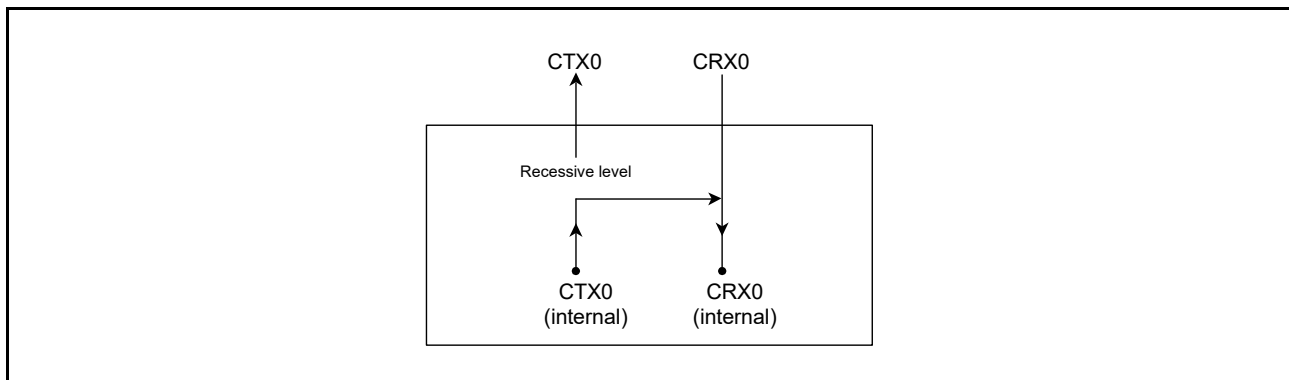 CTX0
CRX0
Recessive level
CTX0
(internal)
CRX0
(internal)